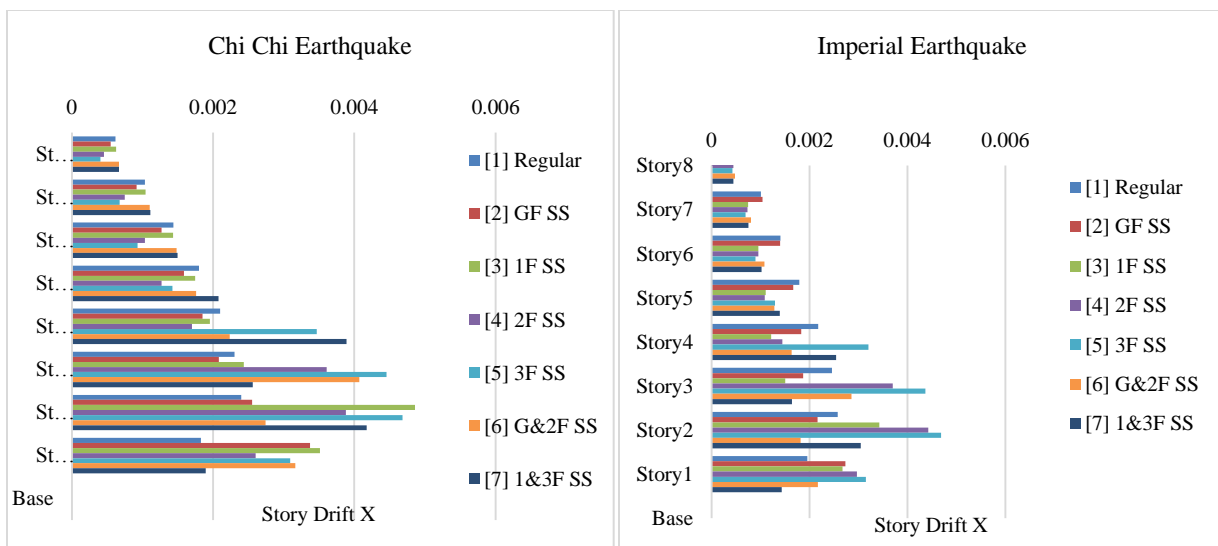 Chi Chi Earthquake
0 0.002 0.004 0.006
St...
St...
St...
St...
St...
St...
St...
St...
Base
Story Drift X
[1] Regular
[2] GF SS
[3] 1F SS
[4] 2F SS
[5] 3F SS
[6] G&2F SS
[7] 1&3F SS
Imperial Earthquake
0 0.002 0.004 0.006
Story8
Story7
Story6
Story5
Story4
Story3
Story2
Story1
Base
Story Drift X
[1] Regular
[2] GF SS
[3] 1F SS
[4] 2F SS
[5] 3F SS
[6] G&2F SS
[7] 1&3F SS